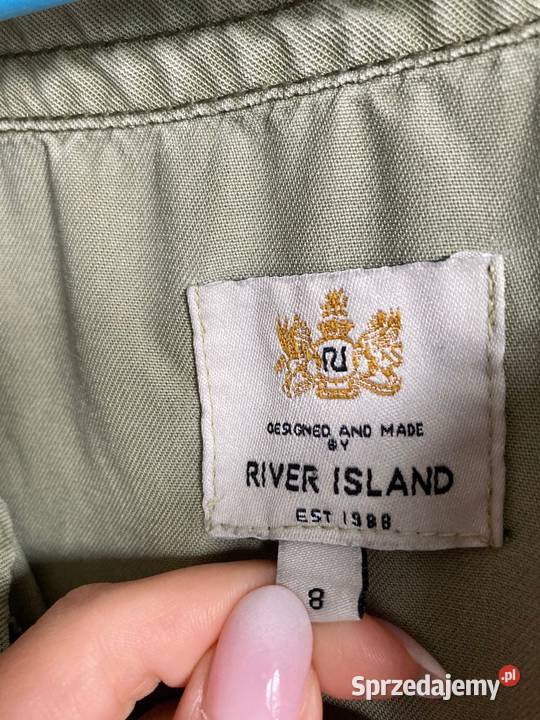 RI
DESIGNED AND MADE
BY
RIVER ISLAND
EST 1988
8
Sprzedajemy.pl